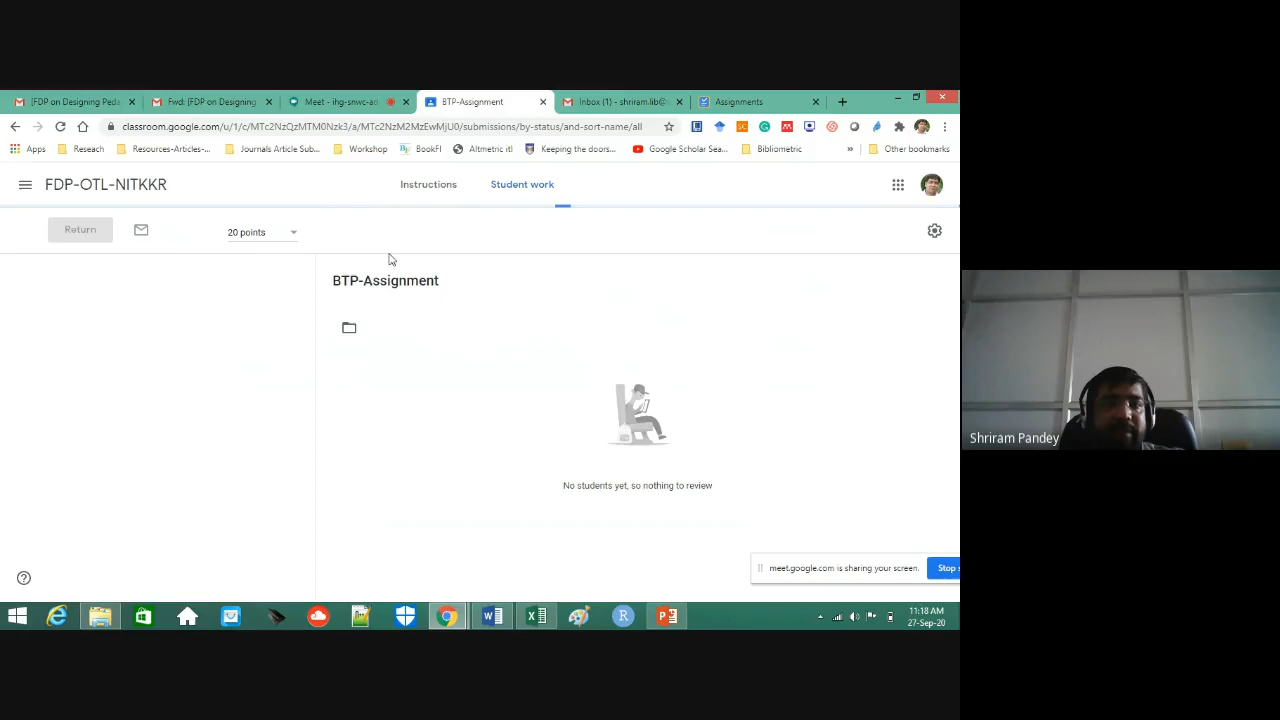 [FDP on Designing Peda
Fwd: [FDP on Designing
Meet - ihg-snwc-ad
BTP-Assignment
Inbox (1) - shriram.lib@
Assignments
classroom.google.com/u/1/c/MTc2NzQzMTM0Nzk3/a/MTc2NzM2MzEwMjU0/submissions/by-status/and-sort-name/all
Apps
Reseach
Resources-Articles-...
Journals Article Sub...
Workshop
BookFI
Altmetric it!
Keeping the doors...
Google Scholar Sea...
Bibliometric
Other bookmarks
FDP-OTL-NITKKR
Instructions
Student work
Return
20 points
BTP-Assignment
No students yet, so nothing to review
meet.google.com is sharing your screen.
Stop
Shriram Pandey
11:18 AM
27-Sep-20